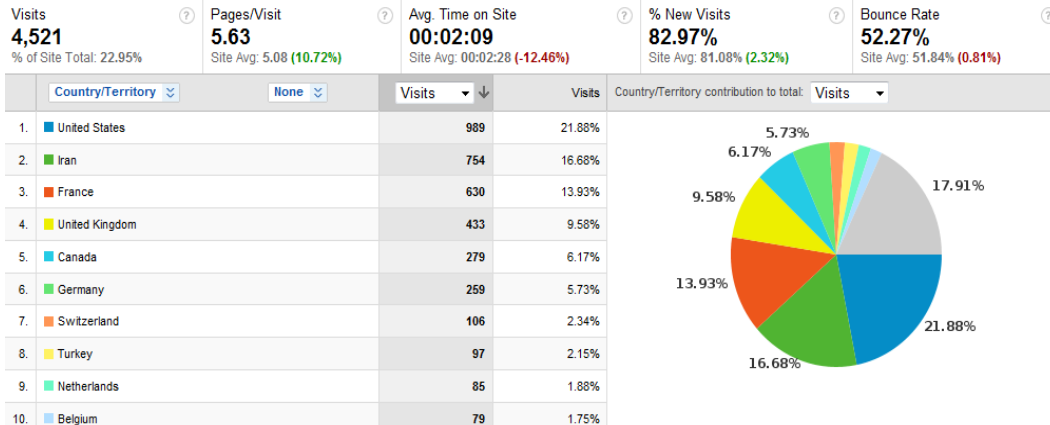 Visits ?
4,521
% of Site Total: 22.95%
Pages/Visit ?
5.63
Site Avg: 5.08 (10.72%)
Avg. Time on Site ?
00:02:09
Site Avg: 00:02:28 (-12.46%)
% New Visits ?
82.97%
Site Avg: 81.08% (2.32%)
Bounce Rate ?
52.27%
Site Avg: 51.84% (0.81%)
Country/Territory None Visits Visits Country/Territory contribution to total: Visits
1. United States 989 21.88%
2. Iran 754 16.68%
3. France 630 13.93%
4. United Kingdom 433 9.58%
5. Canada 279 6.17%
6. Germany 259 5.73%
7. Switzerland 106 2.34%
8. Turkey 97 2.15%
9. Netherlands 85 1.88%
10. Belgium 79 1.75%
5.73%
6.17%
17.91%
9.58%
13.93%
21.88%
16.68%